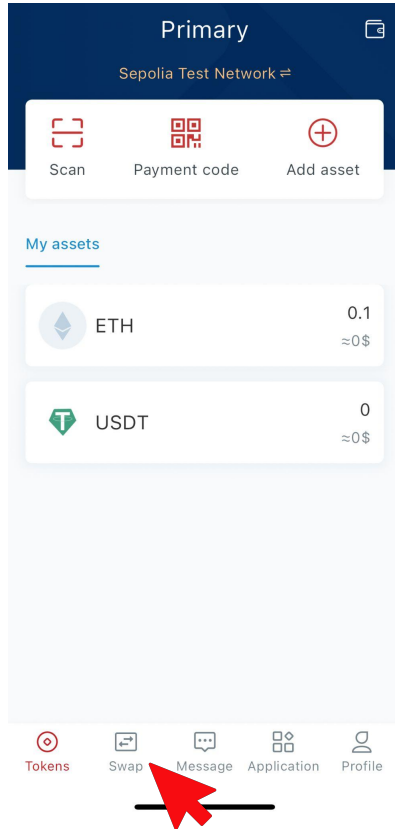 Primary
Sepolia Test Network ⇌
Scan Payment code Add asset
My assets
ETH 0.1
≈0$
USDT 0
≈0$
Tokens Swap Message Application Profile